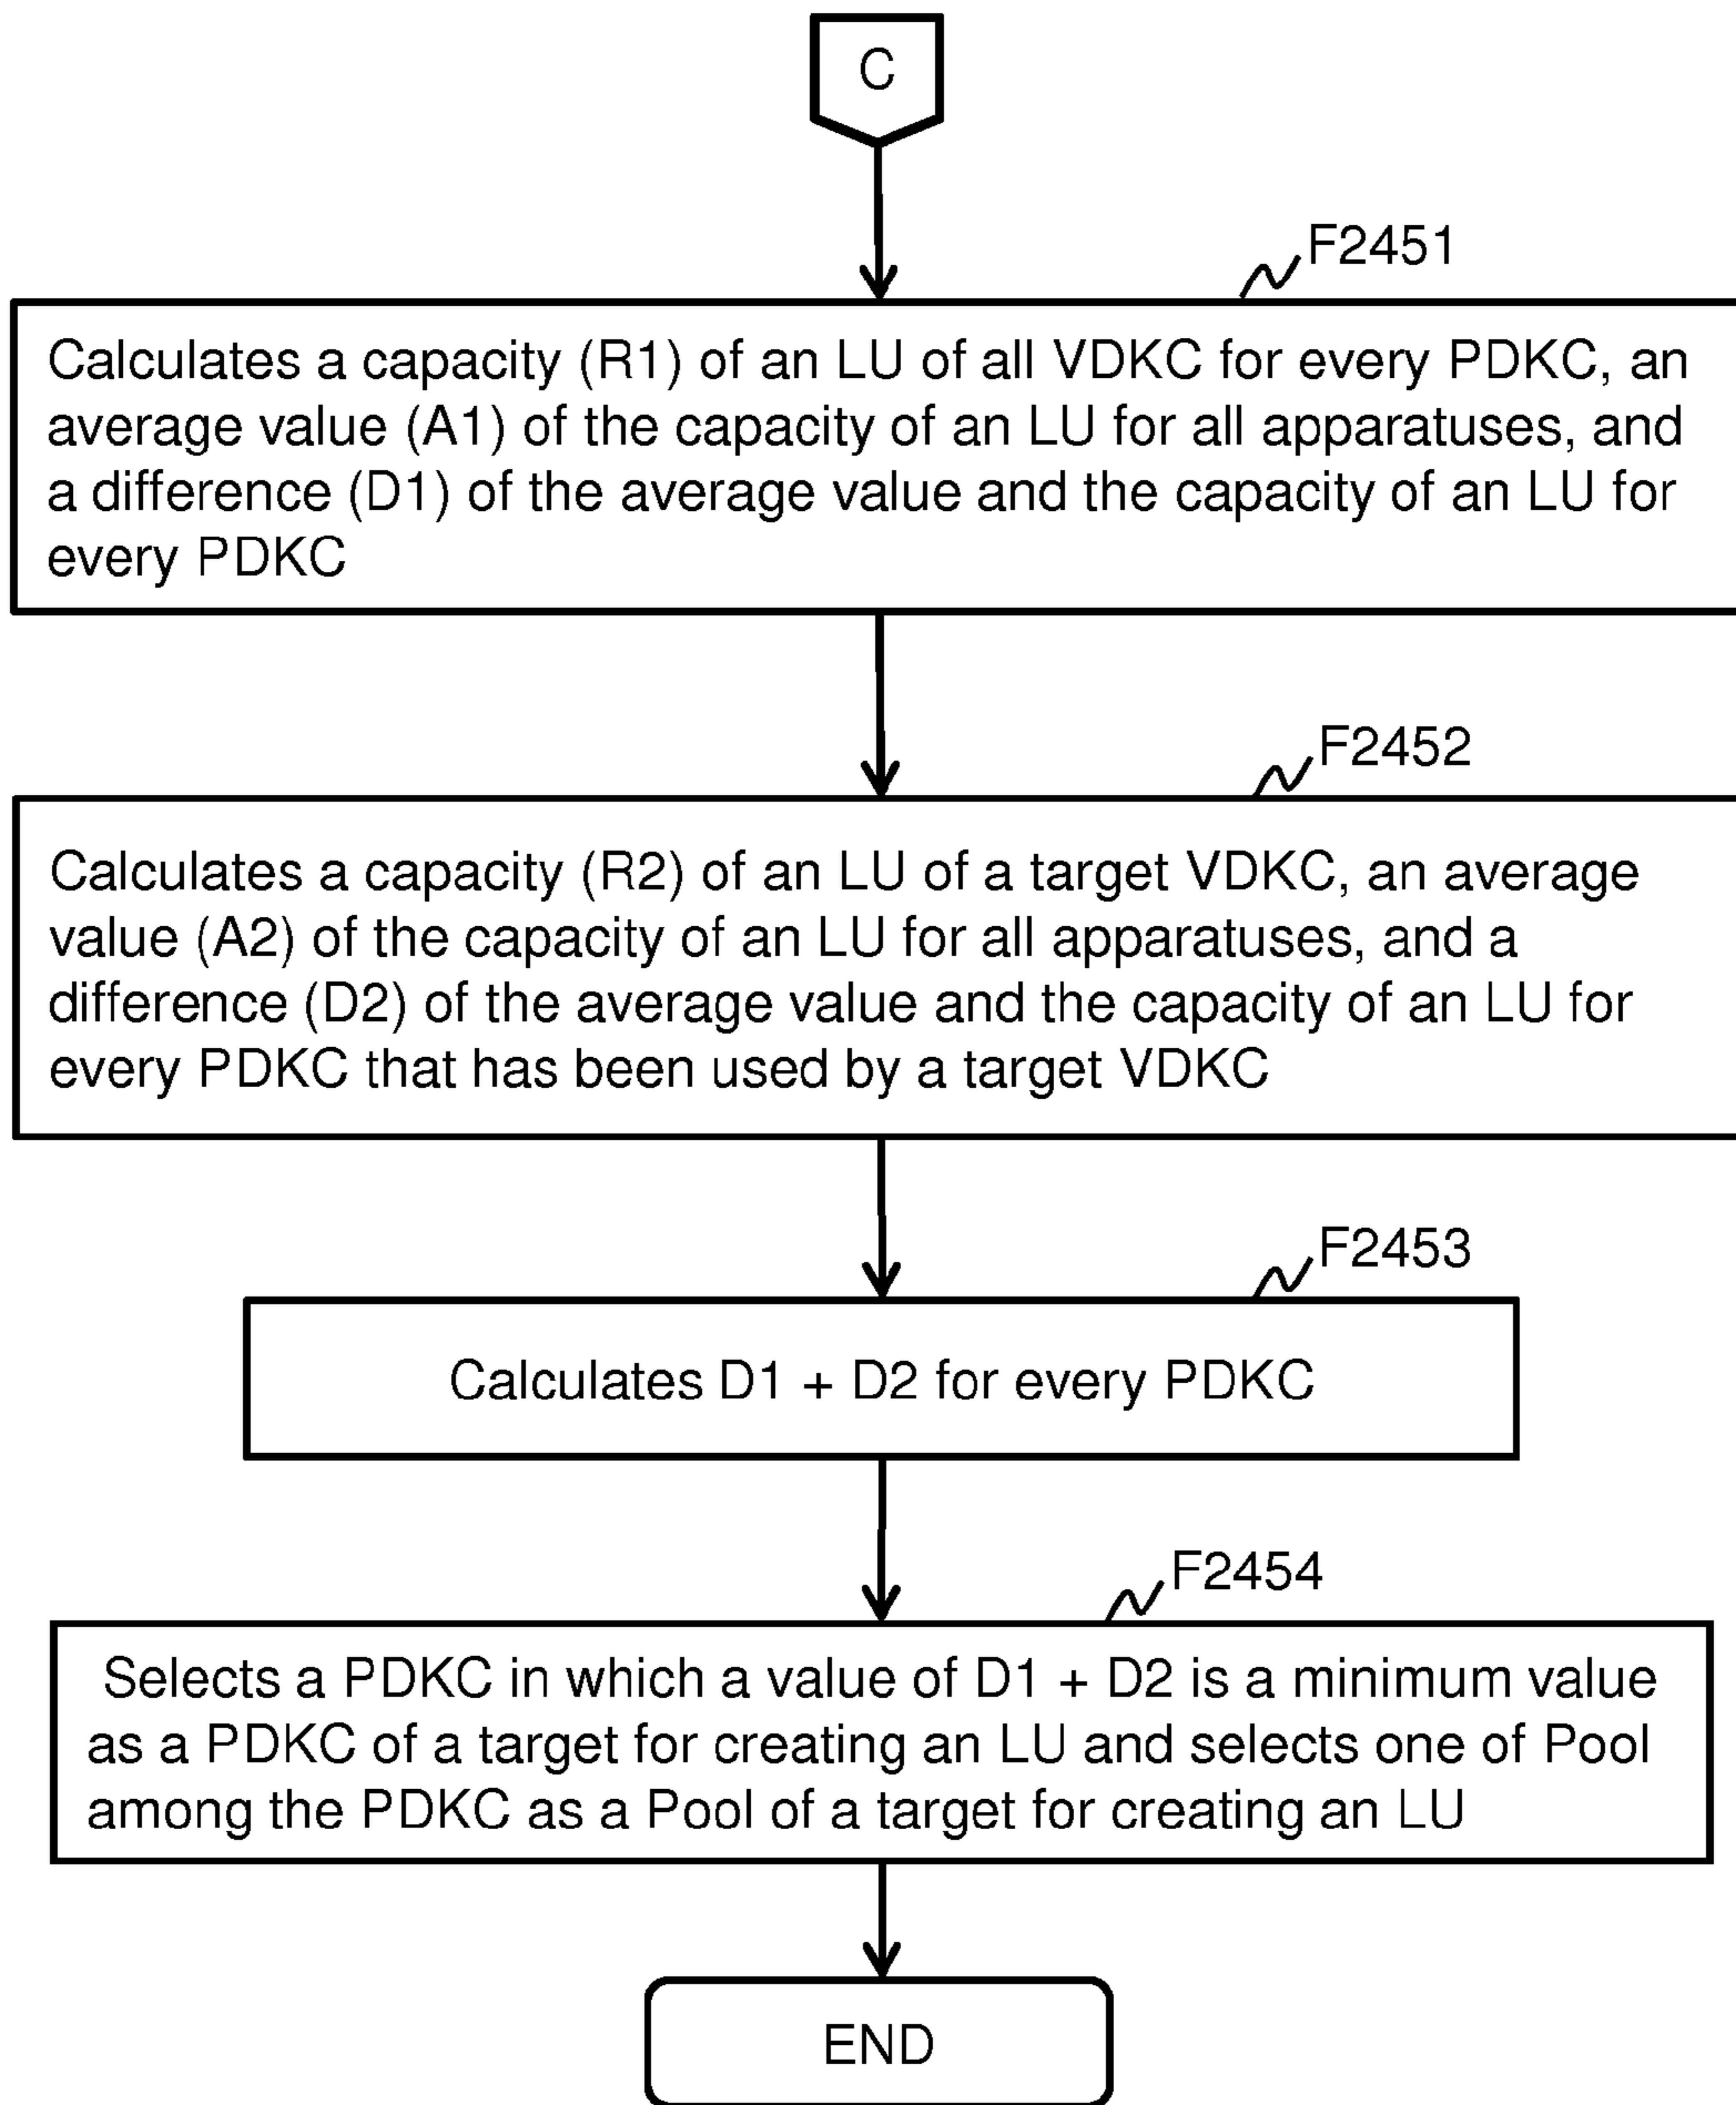 C
F2451
Calculates a capacity (R1) of an LU of all VDKC for every PDKC, an
average value (A1) of the capacity of an LU for all apparatuses, and
a difference (D1) of the average value and the capacity of an LU for
every PDKC
F2452
Calculates a capacity (R2) of an LU of a target VDKC, an average
value (A2) of the capacity of an LU for all apparatuses, and a
difference (D2) of the average value and the capacity of an LU for
every PDKC that has been used by a target VDKC
F2453
Calculates D1 + D2 for every PDKC
F2454
Selects a PDKC in which a value of D1 + D2 is a minimum value
as a PDKC of a target for creating an LU and selects one of Pool
among the PDKC as a Pool of a target for creating an LU
END